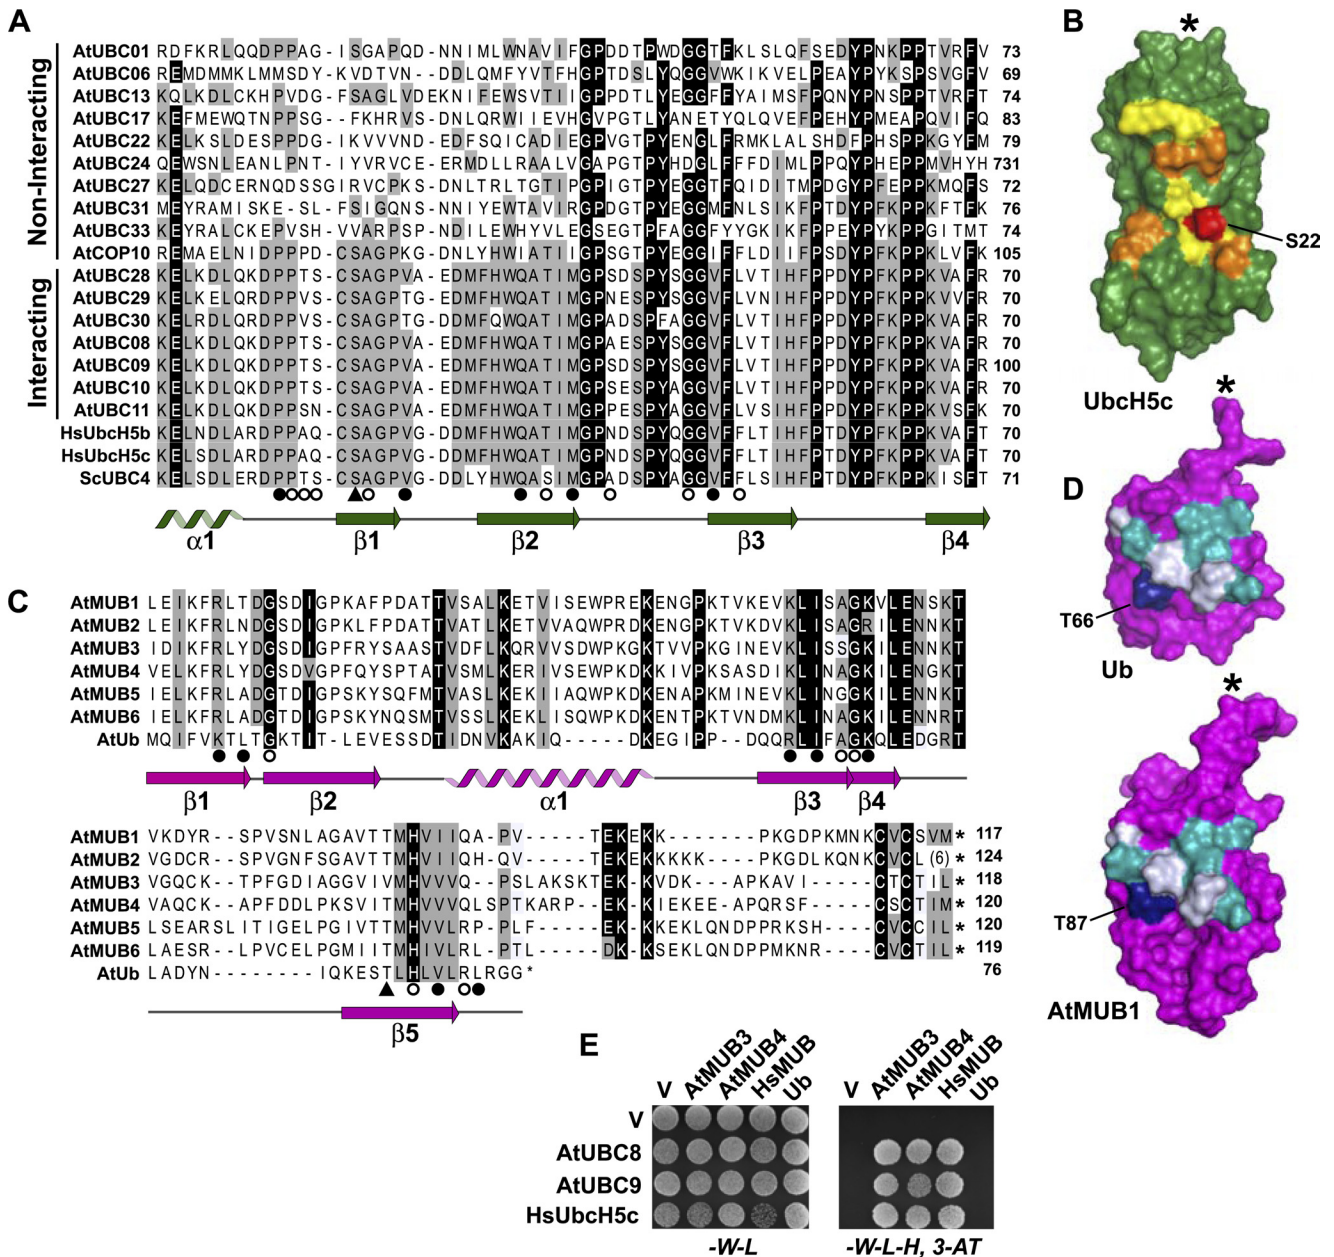 A
Non-Interacting
Interacting
AtUBC01 RDFKRLQQDPPAG-ISGAPQD-NNIMLWNAVIFGPDDTPWDGGTFKLSLQFSEDYPNKPPTVRFV 73
AtUBC06 REMDMMKLMMSDY-KVDTVN--DDLQMFYVTFHGPTDSLYQGGVWKIKVELPEAYPYKSPSVGFV 69
AtUBC13 KQLKDLCKHPVDG-FSAGLVDEKNIFEWSVTIIGPPDTLYEGGFFYAIMSFPQNYPNSPPTVRFT 74
AtUBC17 KEFMEWQTNPPSG--FKHRVS-DNLQRWIIEVHGVPGTLYANETYQLQVEFPEHYPMEAPQVIFQ 83
AtUBC22 KELKSLDESPPDG-IKVVVND-EDFSQICADIEGPVGTPYENGLFRMKLALSHDFPHSPPKGYFM 79
AtUBC24 QEWSNLEANLPNT-IYVRVCE-ERMDLLRAALVGAPGTPYHDGLFFFDIMLPPQYPHEPPMVHYH 731
AtUBC27 KELQDCERNQDSSGIRVCPKS-DNLTRLTGTIPGPIGTPYEGGTFQIDITMPDGYPFEPPKMQFS 72
AtUBC31 MEYRAMISKE-SL-FSIGQNS-NNIYEWTAVIRGPDGTPYEGGMFNLSIKFPTDYPFKPPKFTFK 76
AtUBC33 KEYRALCKEPVSH-VVARPSP-NDILEWHYVLEGSEGTPFAGGFYYGKIKFPPEYPYKPPGITMT 74
AtCOP10 REMAELNIDPPPD-CSAGPKG-DNLYHWIATIIGPSGTPYEGGIFFLDIIFPSDYPFKPPKLVFK 105
AtUBC28 KELKDLQKDPPVS-CSAGPVA-EDMFHWQATIMGPSDSPYSGGVFLVTIHFPPDYPFKPPKVAFR 70
AtUBC29 KELKELQRDPPVS-CSAGPTG-EDMFHWQATIMGPNESPYSGGVFLVNIHFPPDYPFKPPKVVFR 70
AtUBC30 KELRDLQRDPPVS-CSAGPTG-DDMFQWQATIMGPADSPFAGGVFLVTIHFPPDYPFKPPKVAFR 70
AtUBC08 KELKDLQKDPPTS-CSAGPVA-EDMFHWQATIMGPAESPYSGGVFLVTIHFPPDYPFKPPKVAFR 70
AtUBC09 KELKDLQKDPPTS-CSAGPVA-EDMFHWQATIMGPSDSPYSGGVFLVTIHFPPDYPFKPPKVAFR 100
AtUBC10 KELKDLQKDPPTS-CSAGPVA-EDMFHWQATIMGPSESPYAGGVFLVTIHFPPDYPFKPPKVAFR 70
AtUBC11 KELKDLQKDPPSN-CSAGPVA-EDMFHWQATIMGPPESPYAGGVFLVSIHFPPDYPFKPPKVSFK 70
HsUbcH5b KELNDLARDPPAQ-CSAGPVG-DDMFHWQATIMGPNDSPYQGGVFFLTIHFPTDYPFKPPKVAFT 70
HsUbcH5c KELSDLARDPPAQ-CSAGPVG-DDMFHWQATIMGPNDSPYQGGVFFLTIHFPTDYPFKPPKVAFT 70
ScUBC4 KELSDLERDPPTS-CSAGPVG-DDLYHWQASIMGPADSPYAGGVFFLSIHFPTDYPFKPPKISFT 71
α1 β1 β2 β3 β4
B
*
S22
UbcH5c
C
AtMUB1 LEIKFRLTDGSDIGPKAFPDATTVSALKETVISEWPREKENGPKTVKEVKLISAGKVLENSKT
AtMUB2 LEIKFRLNDGSDIGPKLFPDATTVATLKETVVAQWPRDKENGPKTVKDVKLISAGRILENNKT
AtMUB3 IDIKFRLYDGSDIGPFRYSAASTVDFLKQRVVSDWPKGKTVVPKGINEVKLISSGKILENNKT
AtMUB4 VELKFRLYDGSDVGPFQYSPTATVSMLKERIVSEWPKDKKIVPKSASDIKLINAGKILENGKT
AtMUB5 IELKFRLADGTDIGPSKYSQFMTVASLKEKIIAQWPKDKENAPKMINEVKLINGGKILENNKT
AtMUB6 IELKFRLADGTDIGPSKYNQSMTVSSLKEKLISQWPKDKENTPKTVNDMKLINAGKILENNRT
AtUb MQIFVKTLTGKTIT-LEVESSDTIDNVKAKIQ-----DKEGIPP--DQQRLIFAGKQLEDGRT
β1 β2 α1 β3 β4
AtMUB1 VKDYR--SPVSNLAGAVTTMHVIIQA-PV-----TEKEKK------PKGDPKMNKCVCSVM* 117
AtMUB2 VGDCR--SPVGNFSGAVTTMHVIIQH-QV-----TEKEKKKKK--PKGDLKQNKCVCL(6)* 124
AtMUB3 VGQCK--TPFGDIAGGVIVMHVVVQ-PSLAKSKTEK-KVDK---APKAVI----CTCTIL* 118
AtMUB4 VAQCK--APFDDLPKSVITMHVVVQLSPTKARP-EK-KIEKEE-APQRSF----CSCTIM* 120
AtMUB5 LSEARSLITIGELPGIVTTMHVVLR-PLF-----EK-KKEKLQNDPPRKSH---CVCCIL* 120
AtMUB6 LAESR--LPVCELPGMIITMHIVLRL-PTL----DK-KSEKLQNDPPMKNR---CVCTIL* 119
AtUb LADYN--------IQKESTLHLVLRLRGG* 76
β5
D
*
T66
Ub
*
T87
AtMUB1
E
V AtMUB3 AtMUB4 HsMUB Ub V AtMUB3 AtMUB4 HsMUB Ub
V
AtUBC8
AtUBC9
HsUbcH5c
-W-L -W-L-H, 3-AT